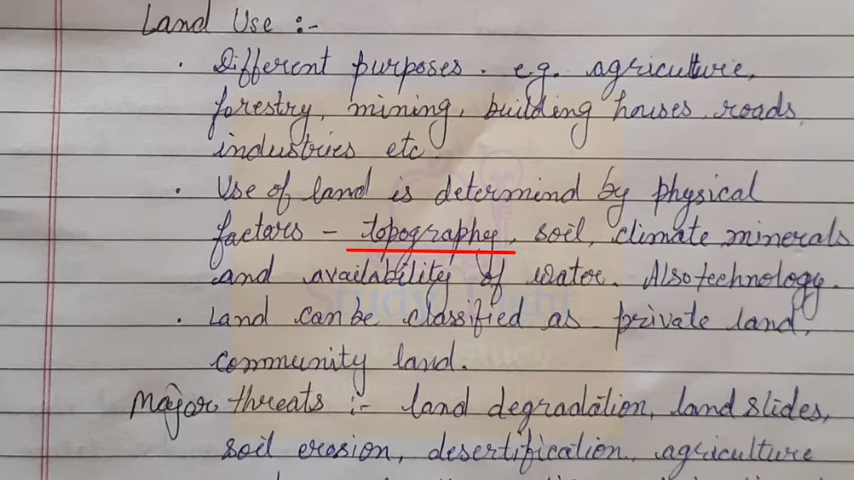 Land Use :-
· Different purposes. e.g. agriculture,
forestry, mining, building houses, roads,
industries etc
· Use of land is determind by physical
factors - topography, soil, climate minerals
and availability of water. Also technology.
· Land can be classified as private land,
community land.
Major threats :- land degradation, land slides,
soil erosion, desertification, agriculture